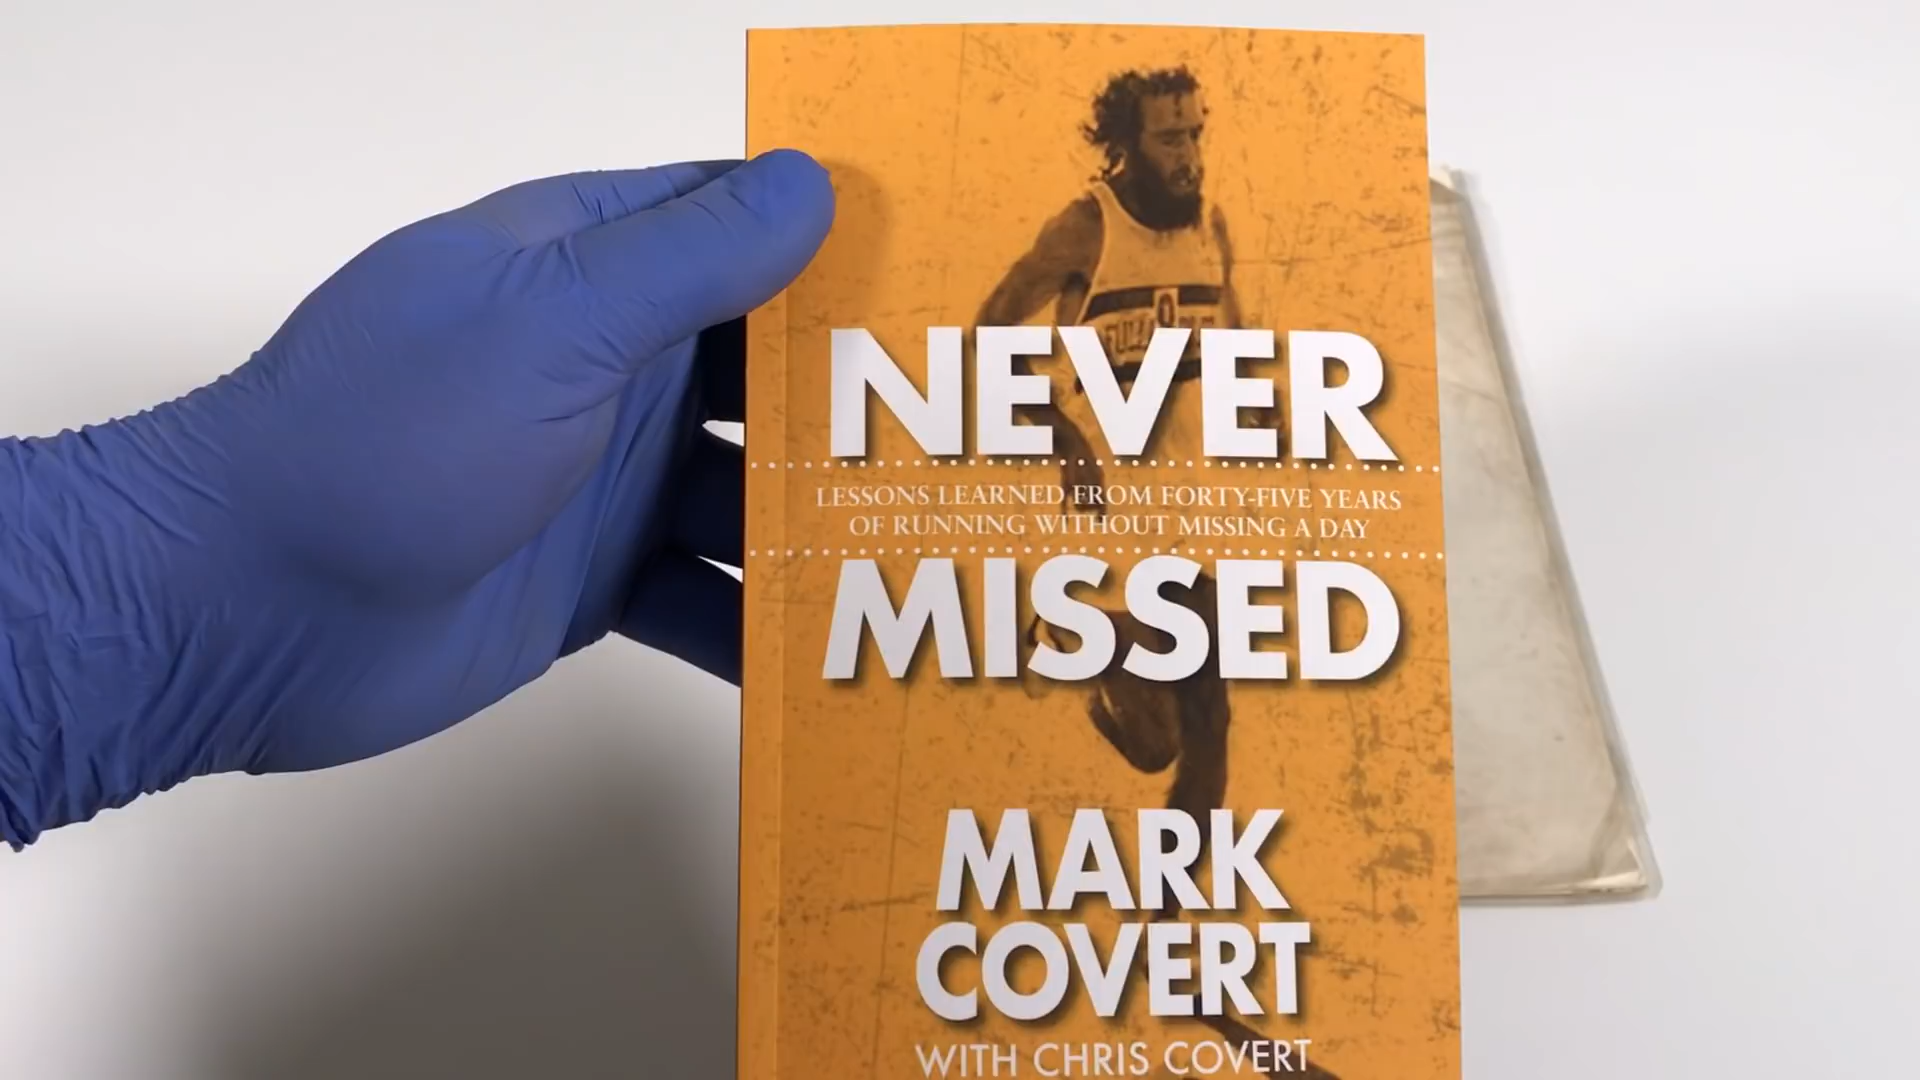 NEVER
LESSONS LEARNED FROM FORTY-FIVE YEARS
OF RUNNING WITHOUT MISSING A DAY
MISSED
MARK
COVERT
WITH CHRIS COVERT